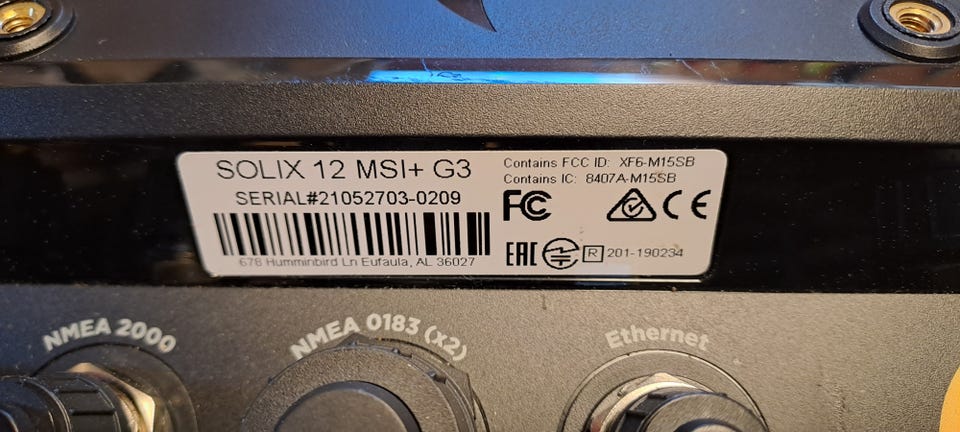 SOLIX 12 MSI+ G3
SERIAL#21052703-0209
678 Humminbird Ln Eufaula, AL 36027
Contains FCC ID: XF6-M15SB
Contains IC: 8407A-M15SB
FC CE
EAC R 201-190234
NMEA 2000
NMEA 0183 (x2)
Ethernet